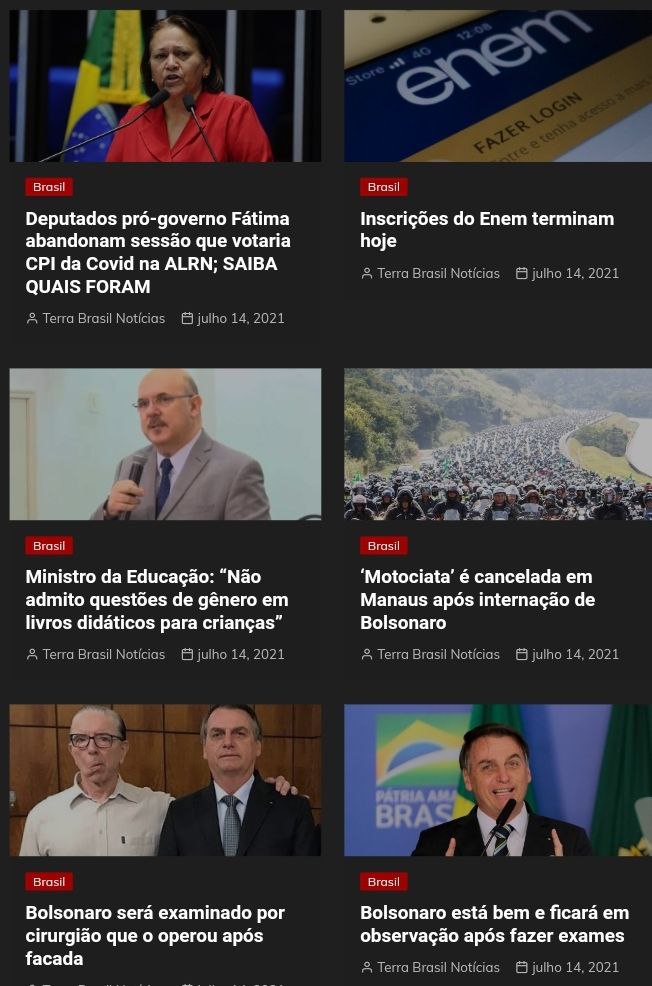 Store 4G 12:08
enem
FAZER LOGIN
Entre e tenha acesso a mais
Brasil
Deputados pró-governo Fátima
abandonam sessão que votaria
CPI da Covid na ALRN; SAIBA
QUAIS FORAM
Terra Brasil Notícias julho 14, 2021
Brasil
Inscrições do Enem terminam
hoje
Terra Brasil Notícias julho 14, 2021
Brasil
Ministro da Educação: “Não
admito questões de gênero em
livros didáticos para crianças”
Terra Brasil Notícias julho 14, 2021
Brasil
‘Motociata’ é cancelada em
Manaus após internação de
Bolsonaro
Terra Brasil Notícias julho 14, 2021
PÁTRIA AMA
BRAS
Brasil
Bolsonaro será examinado por
cirurgião que o operou após
facada
Brasil
Bolsonaro está bem e ficará em
observação após fazer exames
Terra Brasil Notícias julho 14, 2021